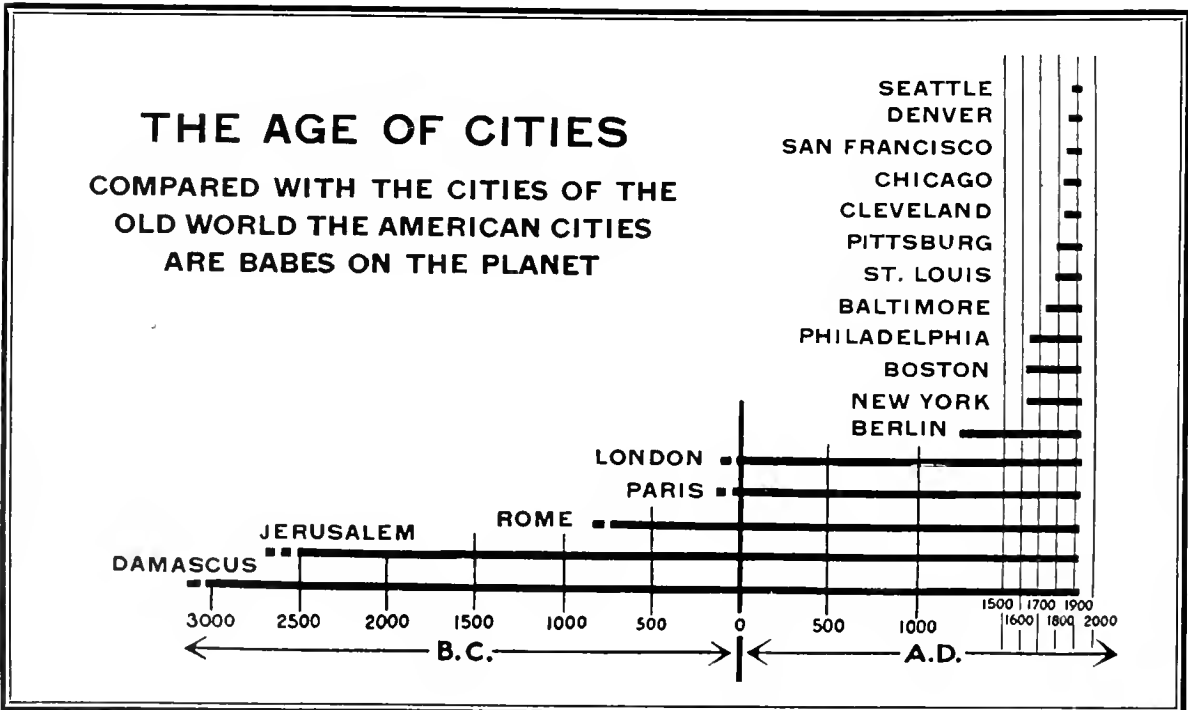 THE AGE OF CITIES
COMPARED WITH THE CITIES OF THE
OLD WORLD THE AMERICAN CITIES
ARE BABES ON THE PLANET
SEATTLE
DENVER
SAN FRANCISCO
CHICAGO
CLEVELAND
PITTSBURG
ST. LOUIS
BALTIMORE
PHILADELPHIA
BOSTON
NEW YORK
BERLIN
LONDON
PARIS
ROME
JERUSALEM
DAMASCUS
3000 2500 2000 1500 1000 500 0 500 1000 1500 1700 1900
1600 1800 2000
B.C. A.D.